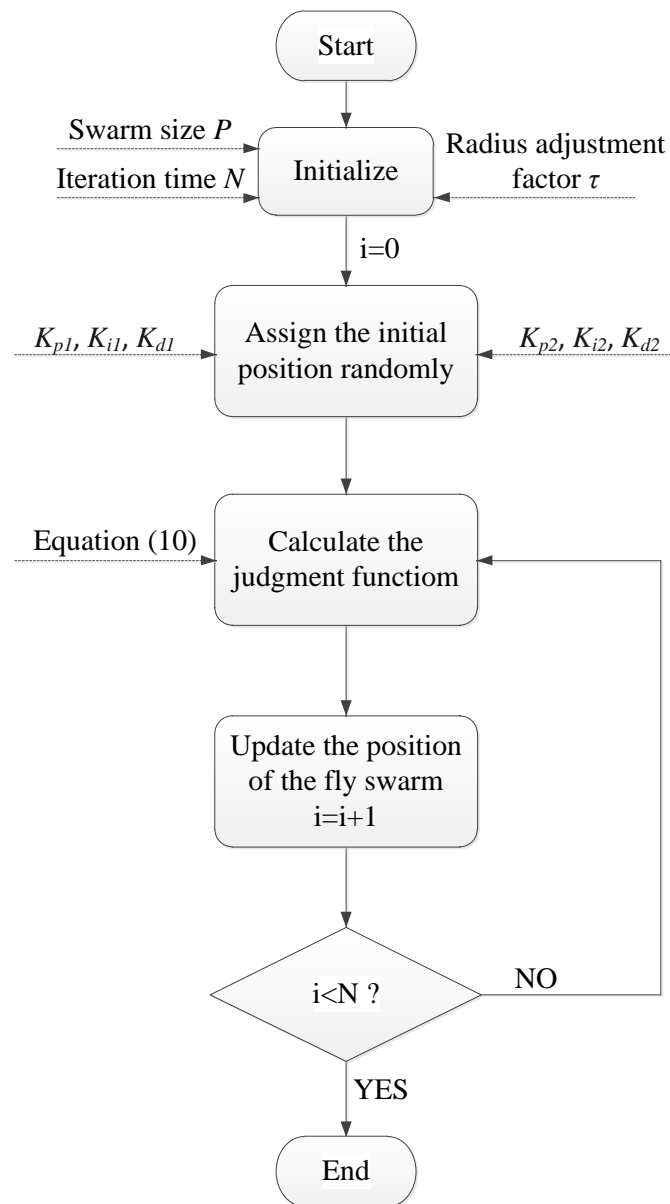 Start
Swarm size P
Iteration time N
Initialize
Radius adjustment
factor τ
i=0
Kp1, Ki1, Kd1
Assign the initial
position randomly
Kp2, Ki2, Kd2
Equation (10)
Calculate the
judgment functiom
Update the position
of the fly swarm
i=i+1
i<N ?
NO
YES
End